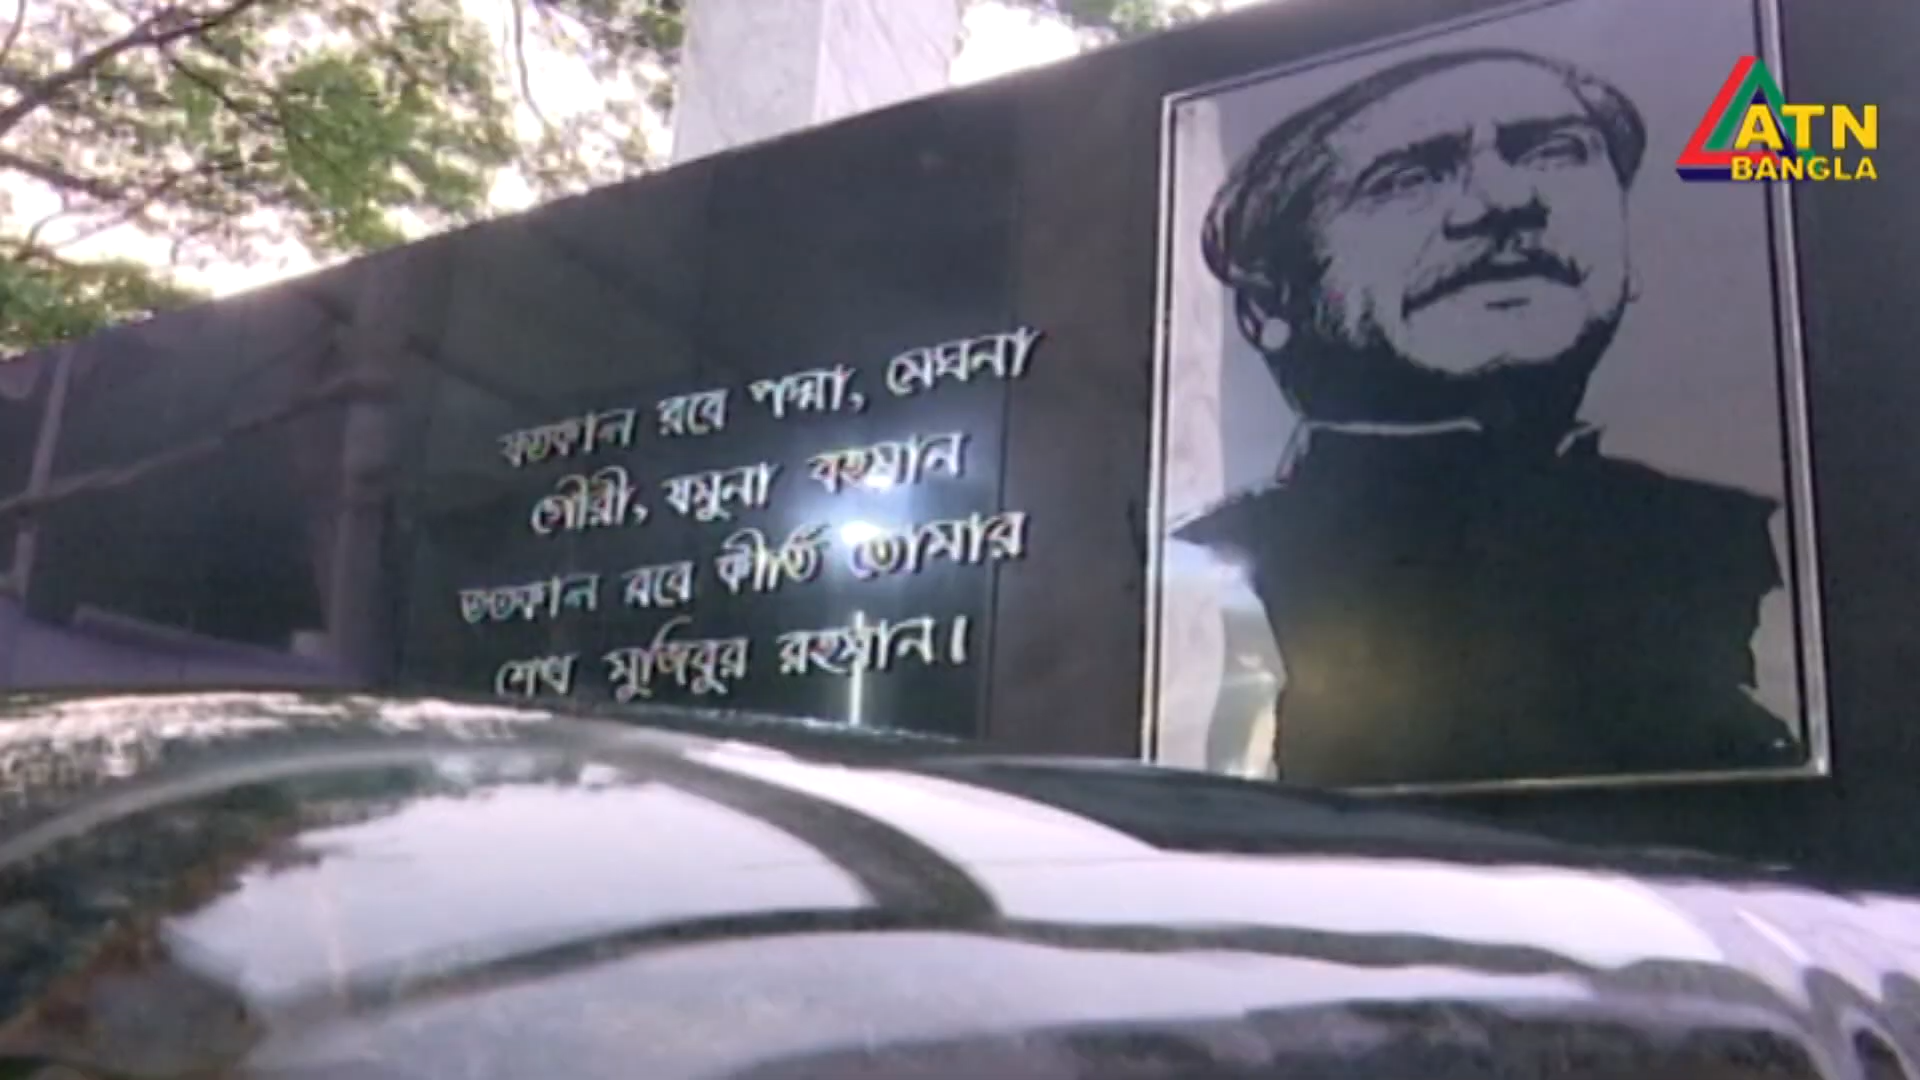 যতকাল রবে পদ্মা, মেঘনা
গৌরী, যমুনা বহমান
ততকাল রবে কীর্তি তোমার
শেখ মুজিবুর রহমান।
ATN
BANGLA